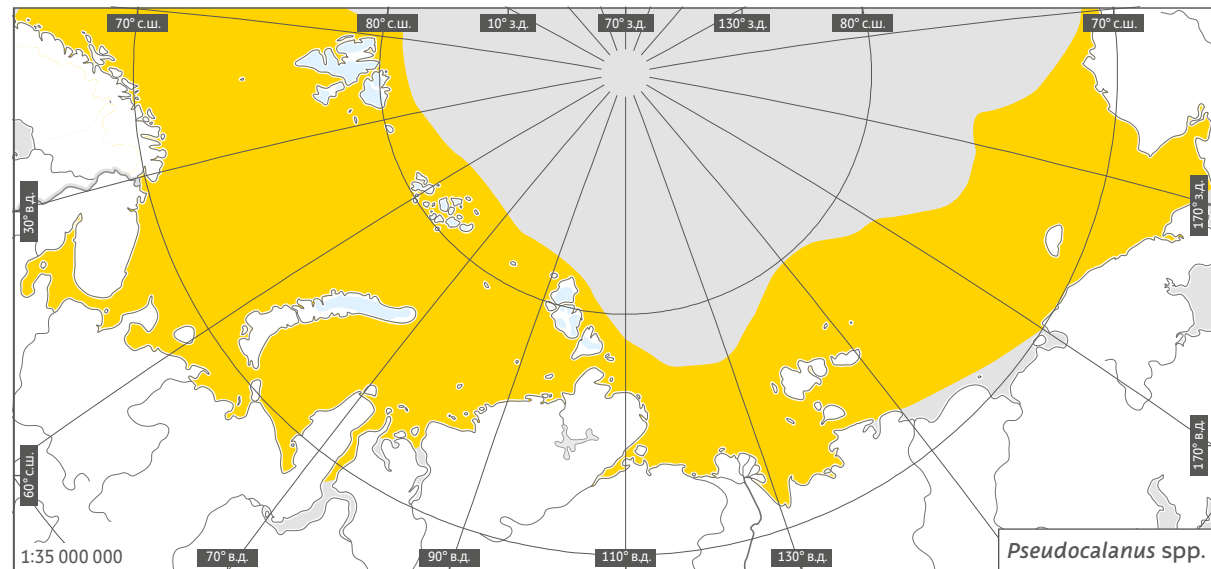 70° с.ш.
80° с.ш.
10° з.д.
70° з.д.
130° з.д.
80° с.ш.
70° с.ш.
30° в.д.
170° з.д.
60° с.ш.
170° в.д.
1:35 000 000
70° в.д.
90° в.д.
110° в.д.
130° в.д.
Pseudocalanus spp.